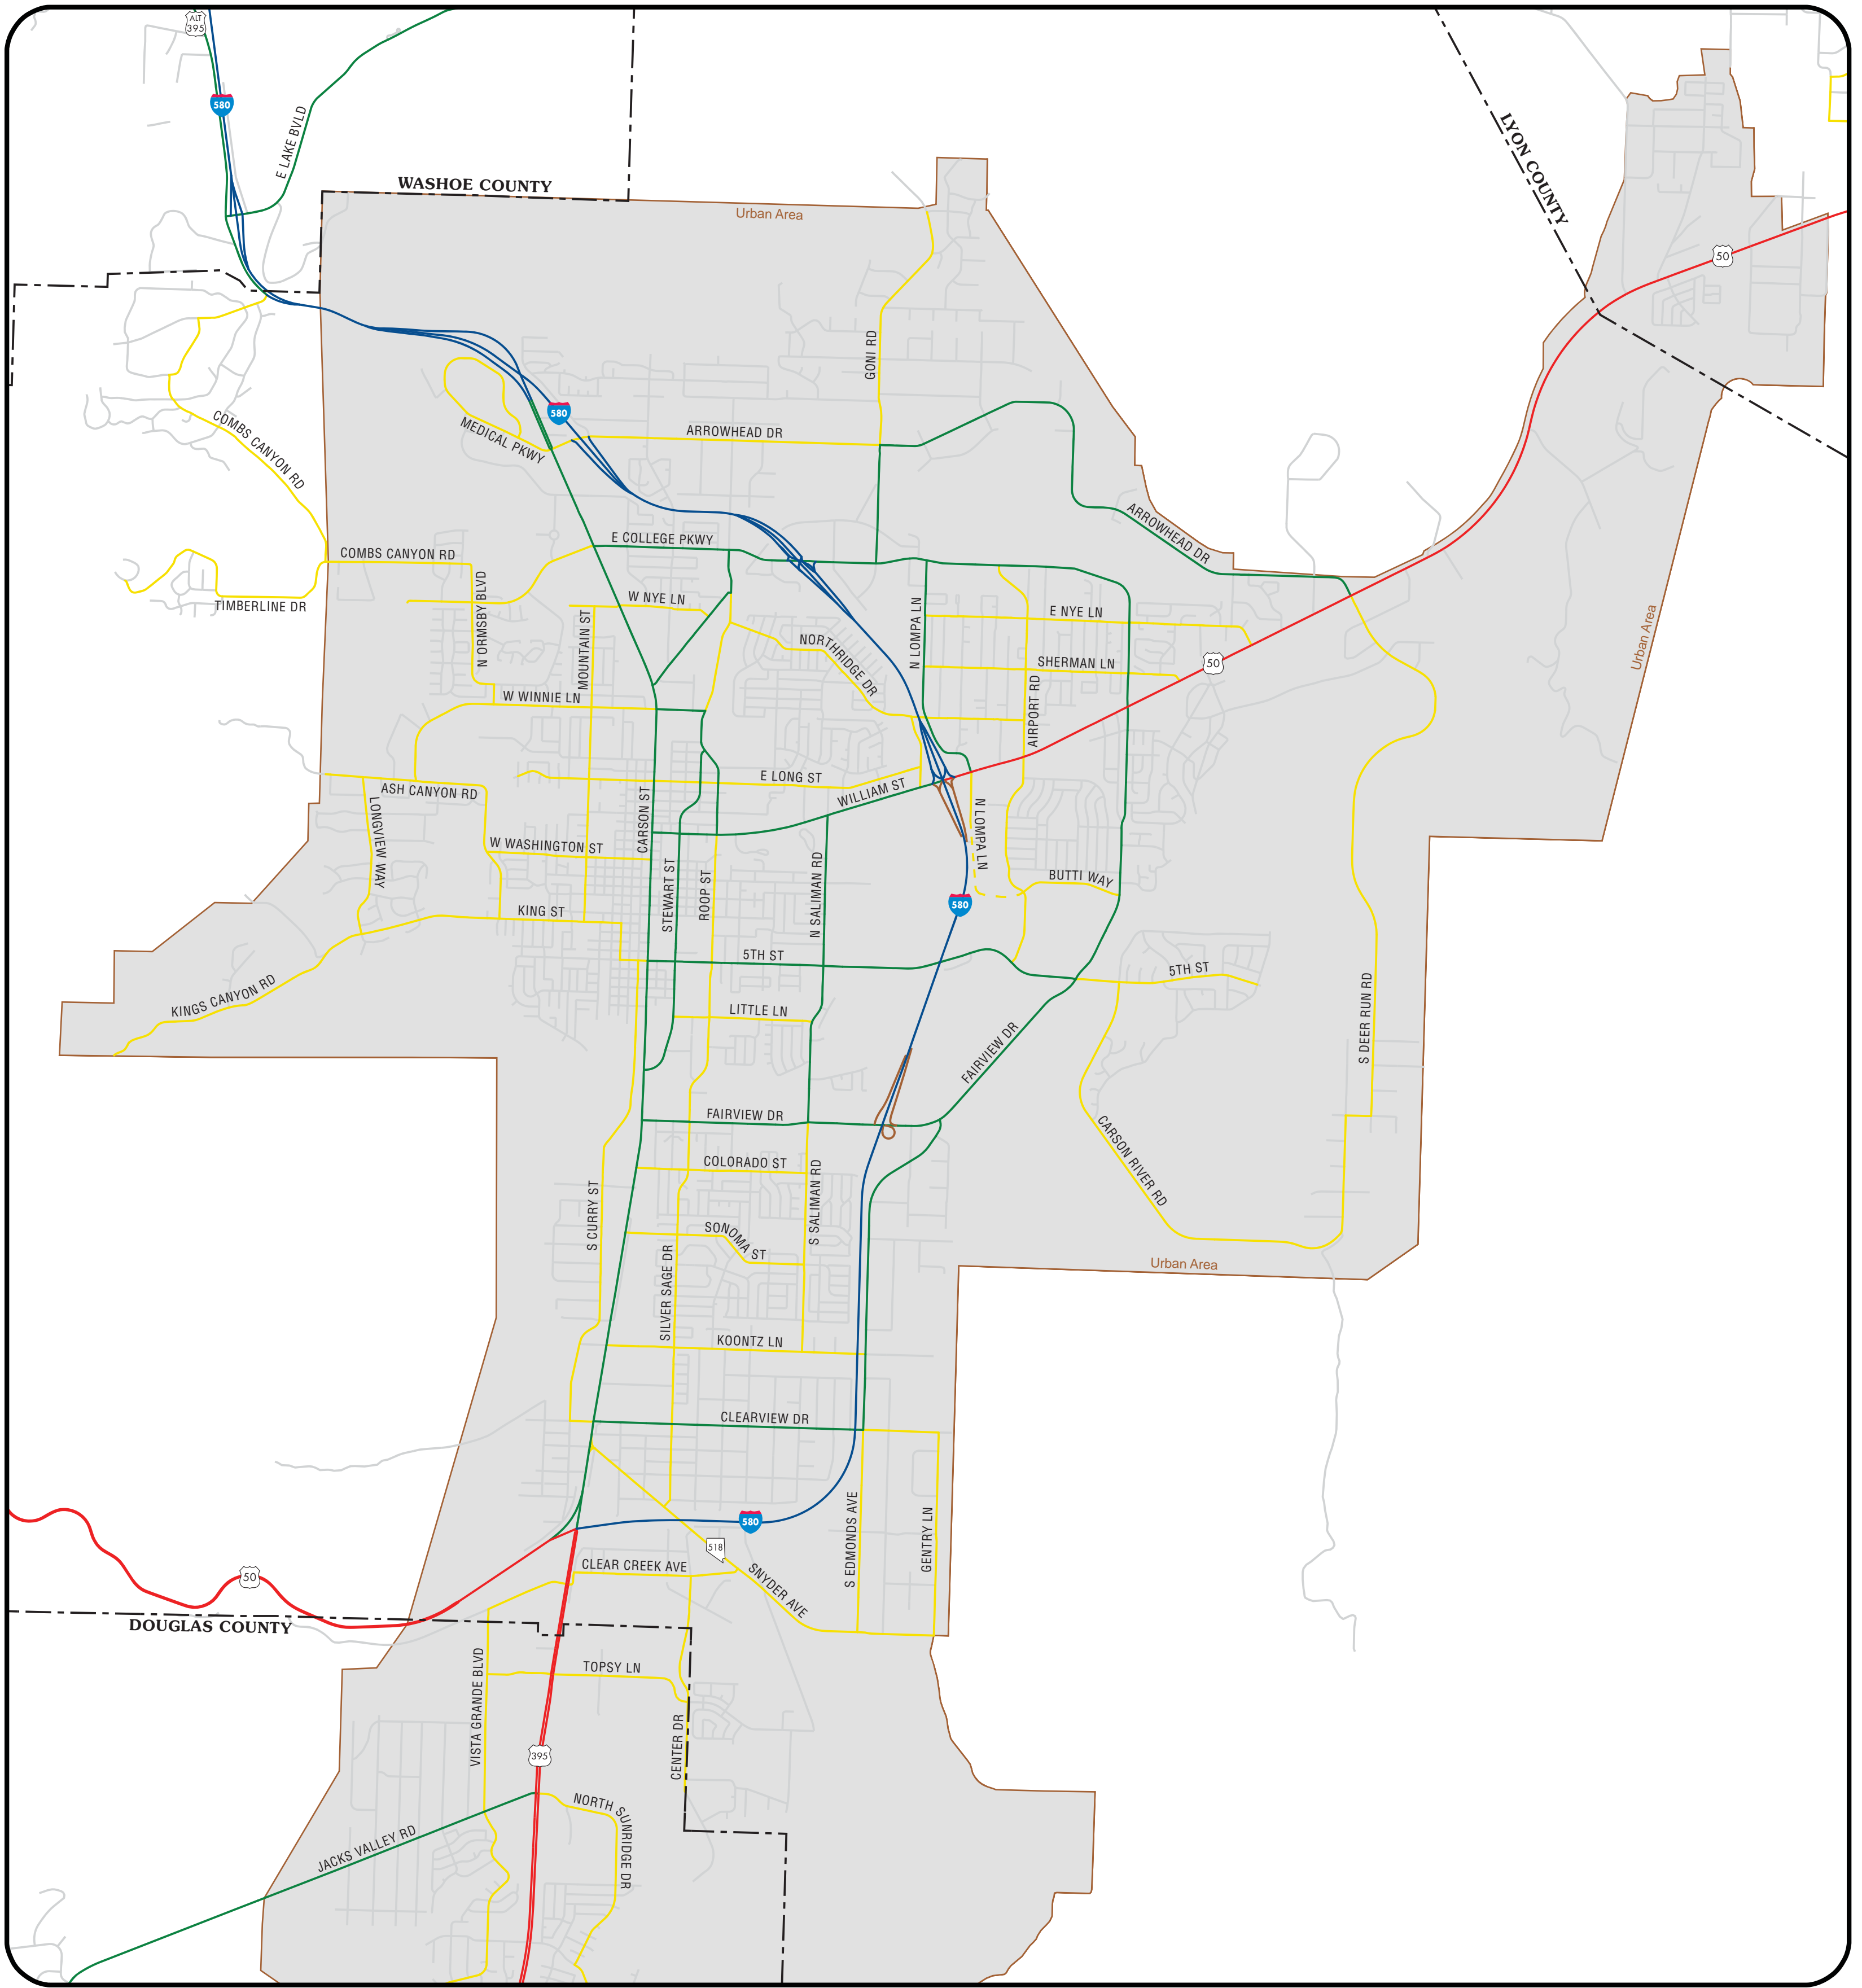 ALT
395
580
E LAKE BVLD
WASHOE COUNTY
Urban Area
LYON COUNTY
50
GONI RD
580
COMBS CANYON RD
MEDICAL PKWY
ARROWHEAD DR
ARROWHEAD DR
E COLLEGE PKWY
COMBS CANYON RD
TIMBERLINE DR
N ORMSBY BLVD
W NYE LN
MOUNTAIN ST
NORTHRIDGE DR
N LOMPA LN
E NYE LN
SHERMAN LN
50
Urban Area
W WINNIE LN
AIRPORT RD
E LONG ST
WILLIAM ST
ASH CANYON RD
LONGVIEW WAY
CARSON ST
W WASHINGTON ST
N LOMPA LN
STEWART ST
ROOP ST
N SALIMAN RD
BUTTI WAY
KING ST
580
5TH ST
5TH ST
KINGS CANYON RD
LITTLE LN
S DEER RUN RD
FAIRVIEW DR
FAIRVIEW DR
CARSON RIVER RD
COLORADO ST
S CURRY ST
S SALIMAN RD
SONOMA ST
SILVER SAGE DR
Urban Area
KOONTZ LN
CLEARVIEW DR
580
S EDMONDS AVE
GENTRY LN
518
50
CLEAR CREEK AVE
SNYDER AVE
DOUGLAS COUNTY
TOPSY LN
VISTA GRANDE BLVD
CENTER DR
395
NORTH SUNRIDGE DR
JACKS VALLEY RD